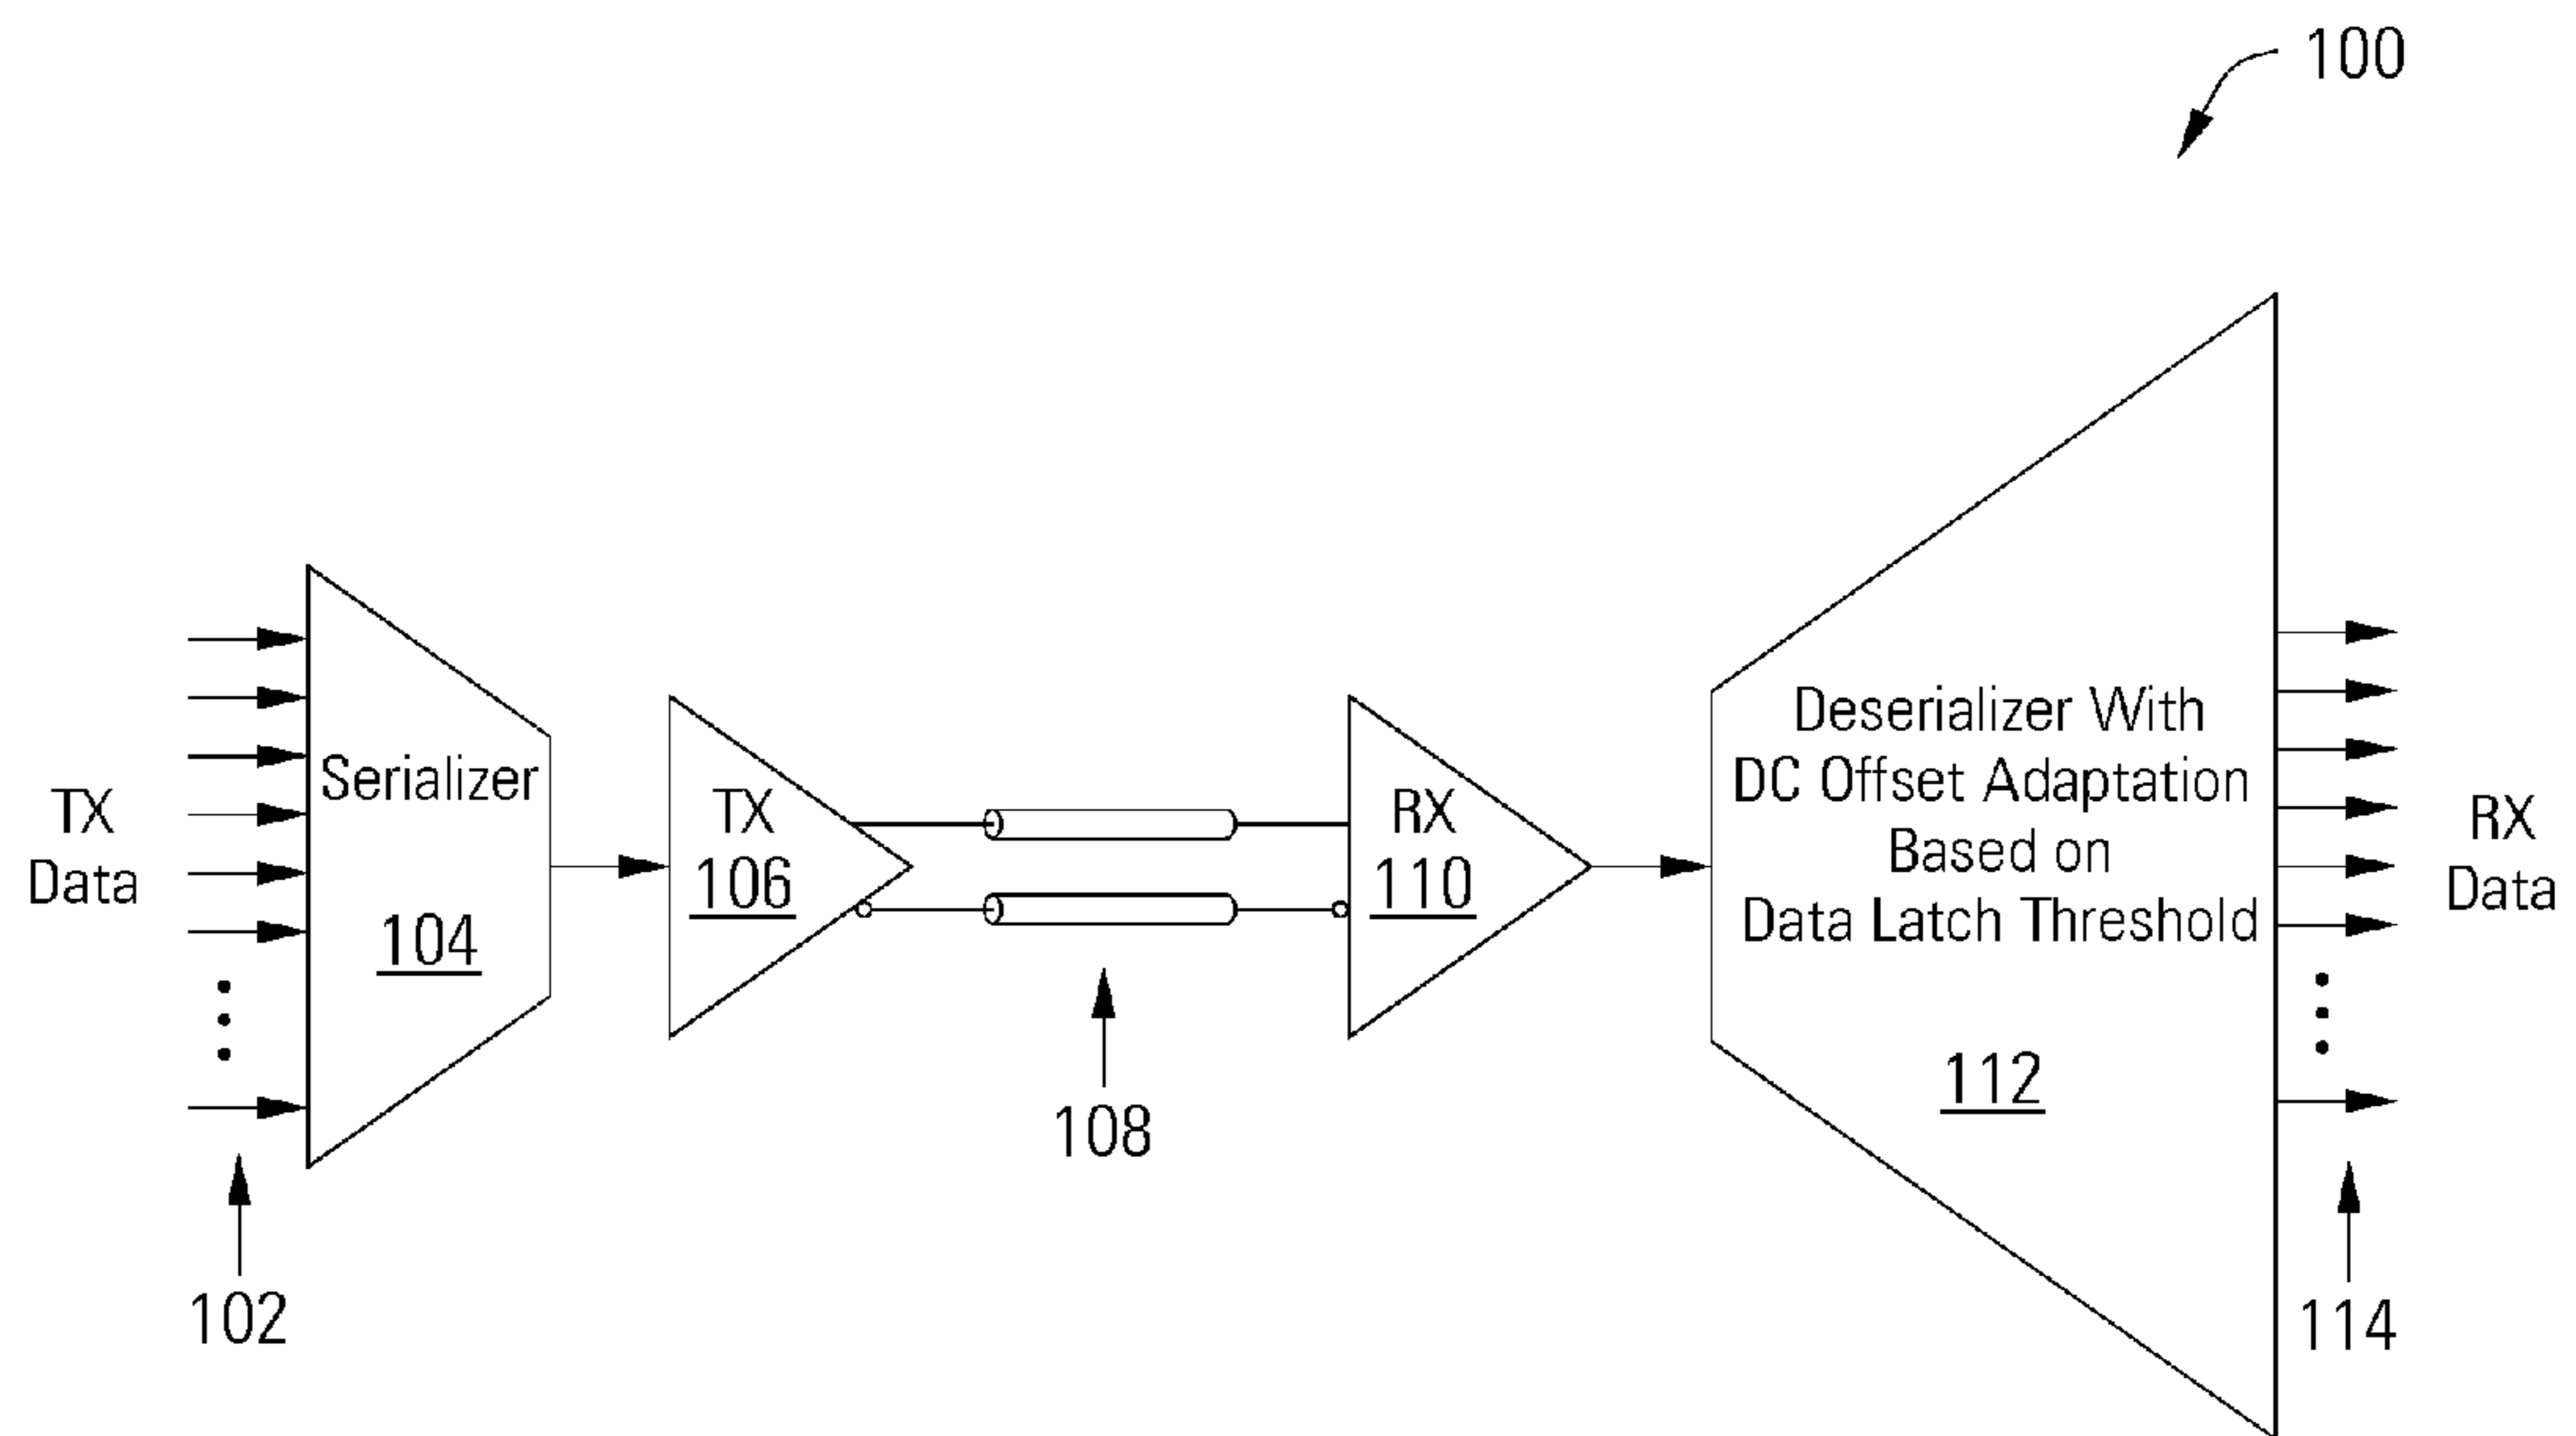 100
TX
Data
102
Serializer
104
TX
106
108
RX
110
Deserializer With
DC Offset Adaptation
Based on
Data Latch Threshold
112
RX
Data
114